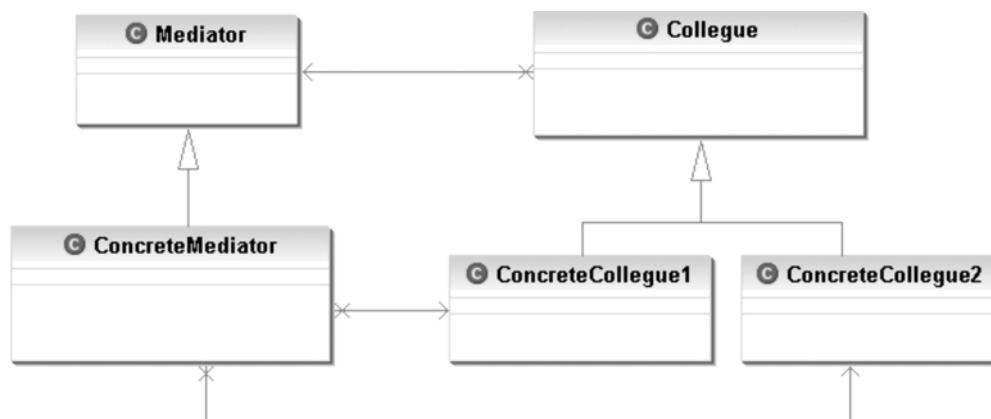 C Mediator
C Collegue
C ConcreteMediator
C ConcreteCollegue1
C ConcreteCollegue2